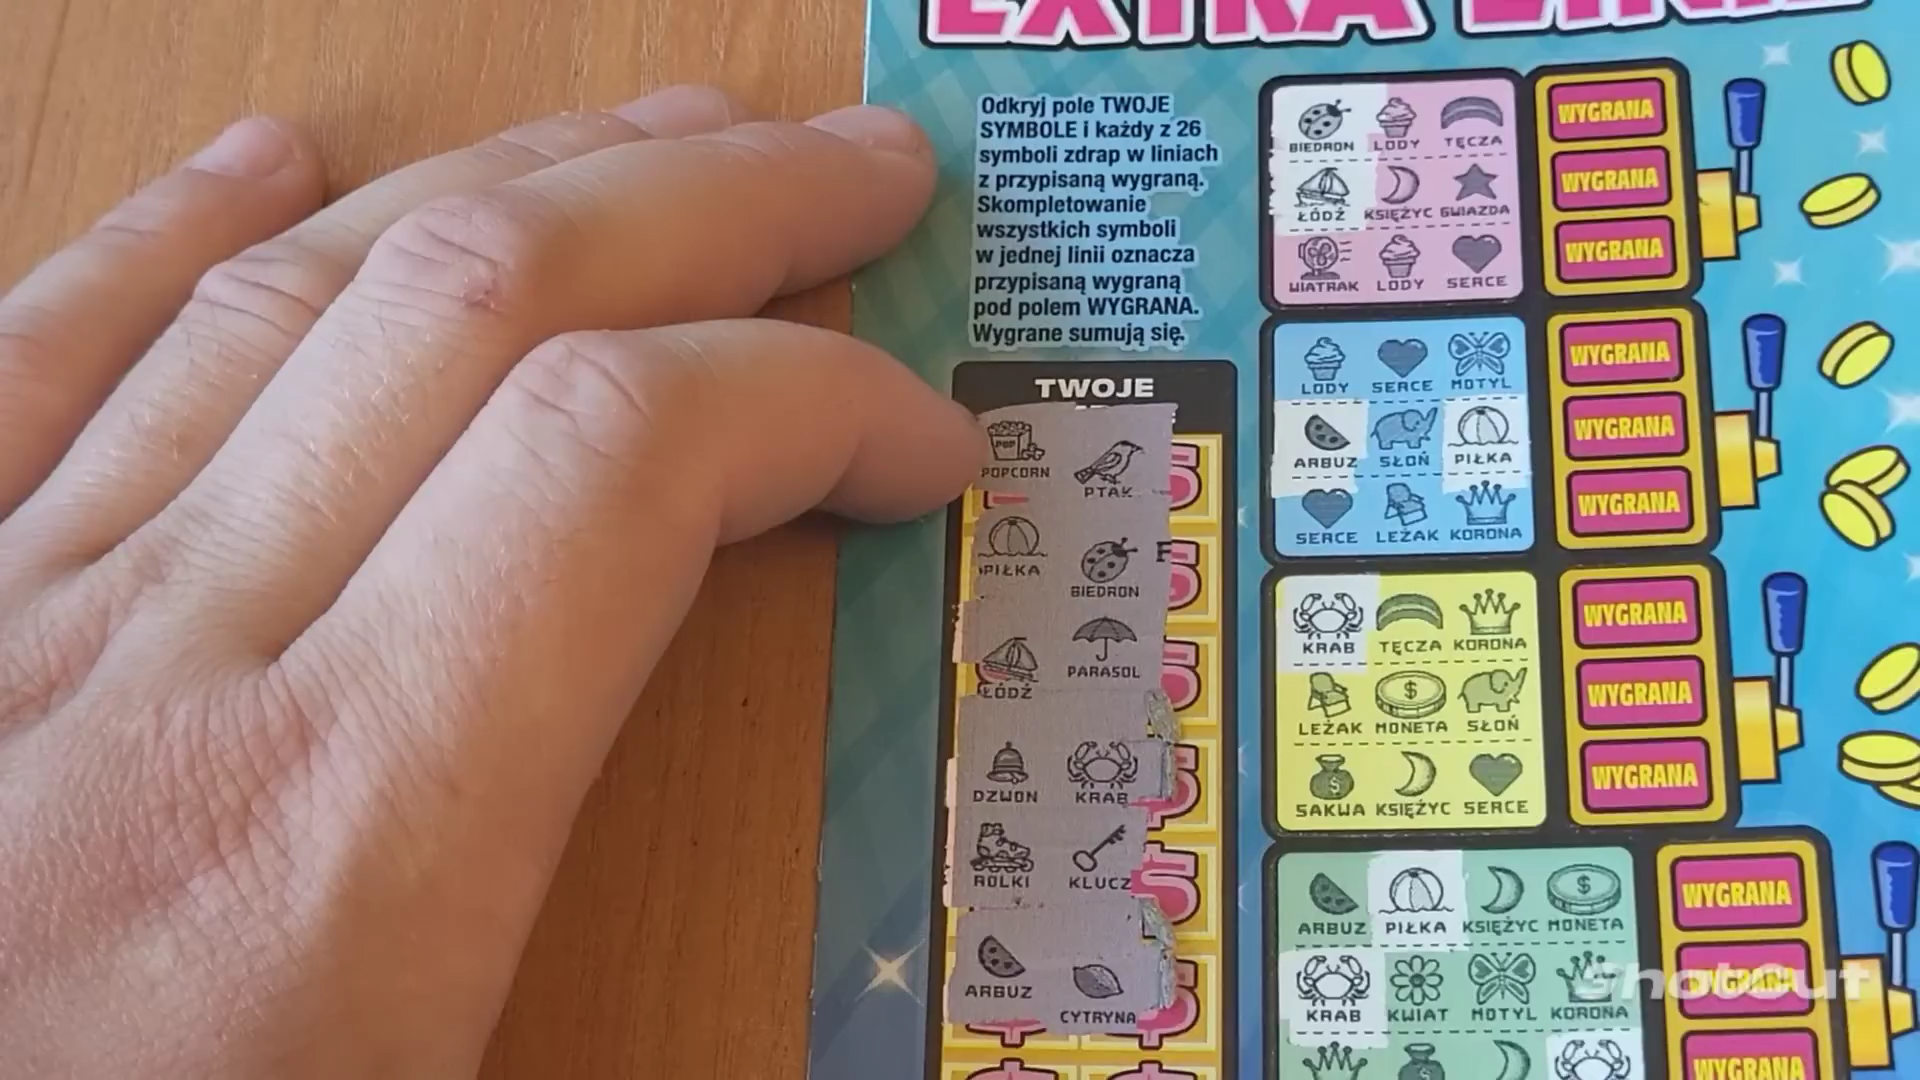 EXTRA LINIE
Odkryj pole TWOJE
SYMBOLE i każdy z 26
symboli zdrap w liniach
z przypisaną wygraną.
Skompletowanie
wszystkich symboli
w jednej linii oznacza
przypisaną wygraną
pod polem WYGRANA.
Wygrane sumują się.
TWOJE
POPCORN PTAK
PIŁKA BIEDRON
ŁÓDŹ PARASOL
DZWON KRAB
ROLKI KLUCZ
ARBUZ CYTRYNA
BIEDRON LODY TĘCZA WYGRANA
ŁÓDŹ KSIĘŻYC GWIAZDA WYGRANA
WIATRAK LODY SERCE WYGRANA
LODY SERCE MOTYL WYGRANA
ARBUZ SŁOŃ PIŁKA WYGRANA
SERCE LEŻAK KORONA WYGRANA
KRAB TĘCZA KORONA WYGRANA
LEŻAK MONETA SŁOŃ WYGRANA
SAKWA KSIĘŻYC SERCE WYGRANA
ARBUZ PIŁKA KSIĘŻYC MONETA WYGRANA
KRAB KWIAT MOTYL KORONA WYGRANA
WYGRANA
ShotCut